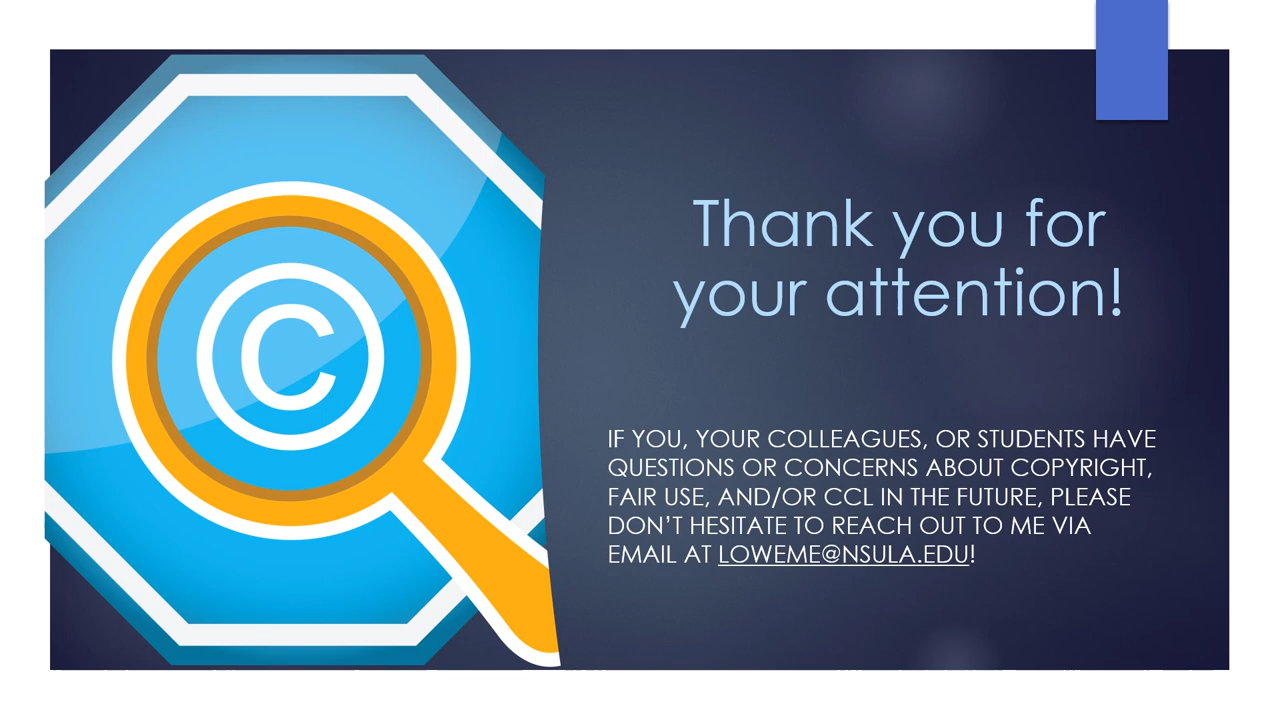 ©
Thank you for
your attention!
IF YOU, YOUR COLLEAGUES, OR STUDENTS HAVE
QUESTIONS OR CONCERNS ABOUT COPYRIGHT,
FAIR USE, AND/OR CCL IN THE FUTURE, PLEASE
DON’T HESITATE TO REACH OUT TO ME VIA
EMAIL AT LOWEME@NSULA.EDU!